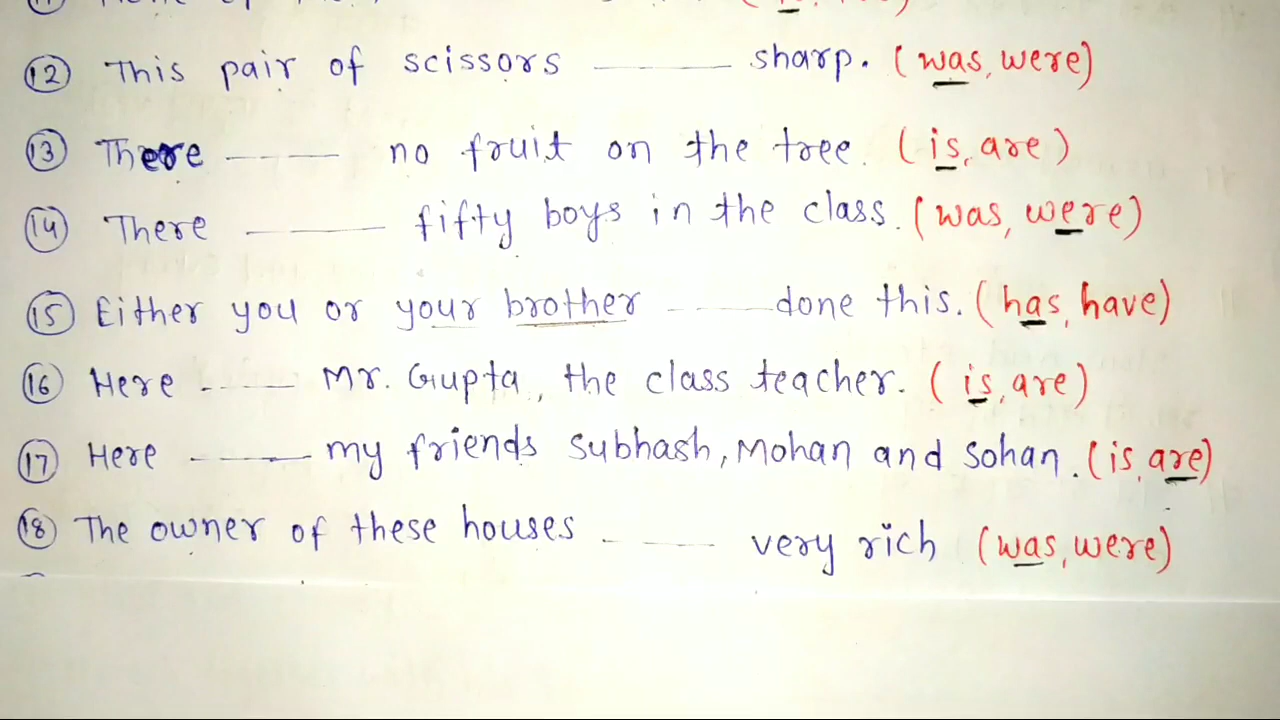 (12) This pair of scissors ______ sharp. (was, were)
(13) There ______ no fruit on the tree. (is, are)
(14) There ______ fifty boys in the class. (was, were)
(15) Either you or your brother ______ done this. (has, have)
(16) Here ______ Mr. Gupta, the class teacher. (is, are)
(17) Here ______ my friends Subhash, Mohan and Sohan. (is, are)
(18) The owner of these houses ______ very rich (was, were)